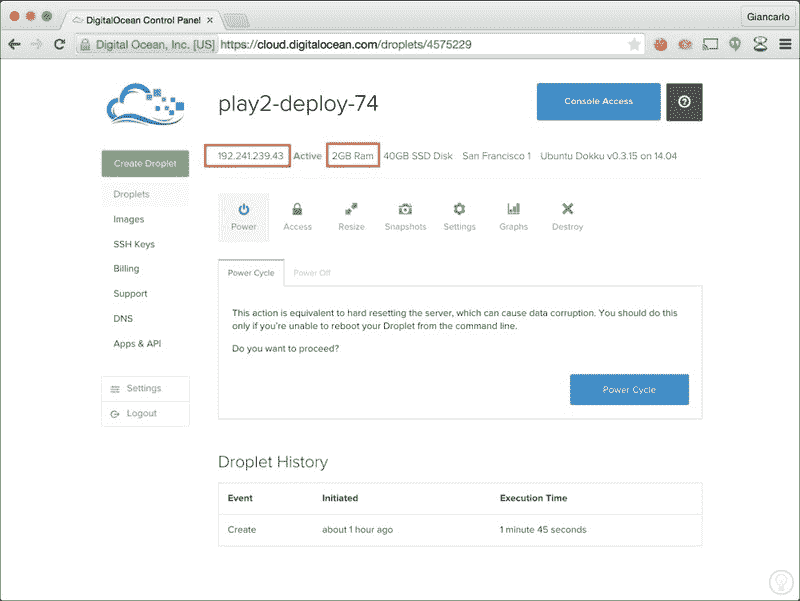 DigitalOcean Control Panel
Giancarlo
Digital Ocean, Inc. [US] https://cloud.digitalocean.com/droplets/4575229
play2-deploy-74
Console Access
192.241.239.43 Active 2GB Ram 40GB SSD Disk San Francisco 1 Ubuntu Dokku v0.3.15 on 14.04
Create Droplet
Droplets
Images
SSH Keys
Billing
Support
DNS
Apps & API
Settings
Logout
Power Access Resize Snapshots Settings Graphs Destroy
Power Cycle Power Off
This action is equivalent to hard resetting the server, which can cause data corruption. You should do this
only if you're unable to reboot your Droplet from the command line.
Do you want to proceed?
Power Cycle
Droplet History
Event Initiated Execution Time
Create about 1 hour ago 1 minute 45 seconds